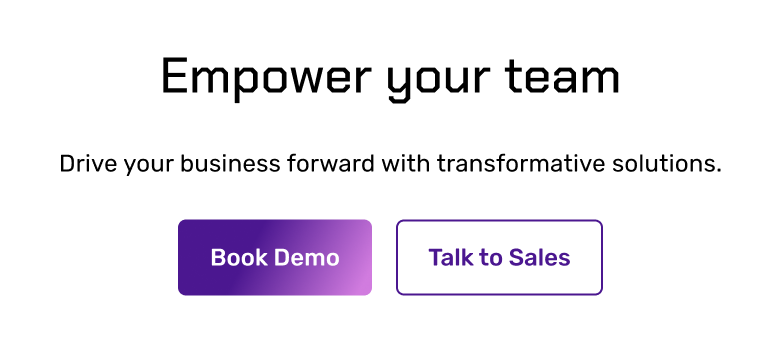 Empower your team
Drive your business forward with transformative solutions.
Book Demo
Talk to Sales